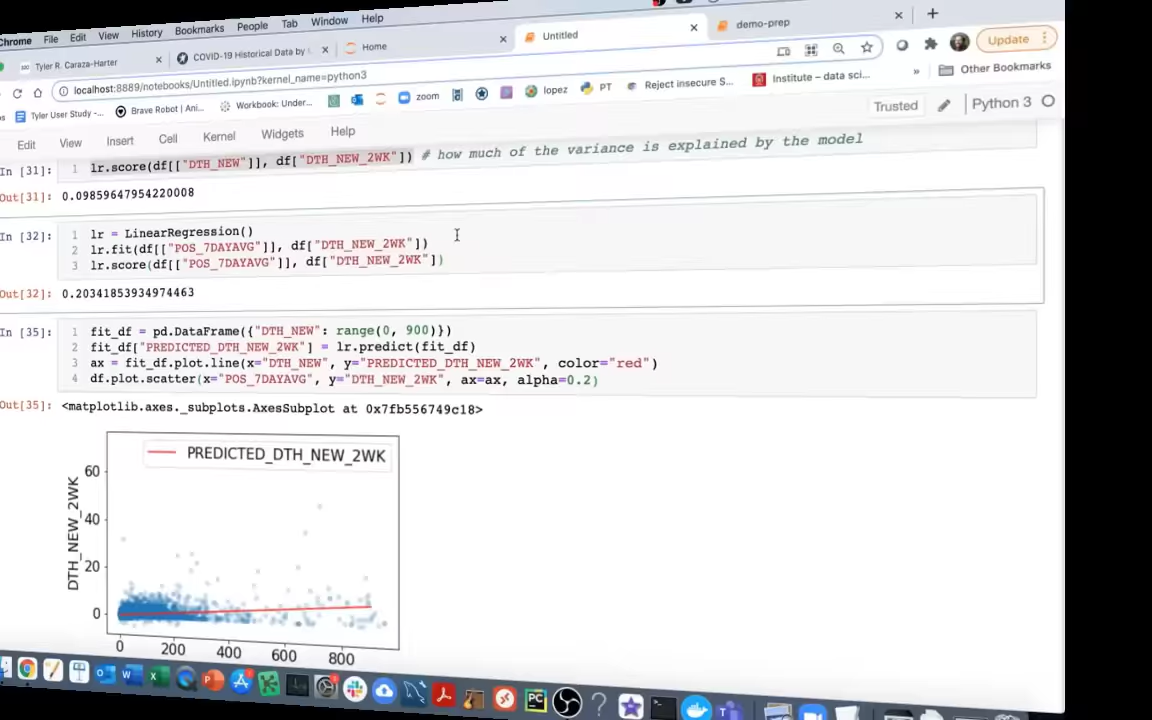 Chrome File Edit View History Bookmarks People Tab Window Help
Tyler R. Caraza-Harter
COVID-19 Historical Data by
Home
Untitled
demo-prep
localhost:8889/notebooks/Untitled.ipynb?kernel_name=python3
Update
Tyler User Study -...
Brave Robot | Ani...
Workbook: Under...
zoom
lopez
PT
Reject insecure S...
Institute – data sci...
»
Other Bookmarks
Edit View Insert Cell Kernel Widgets Help
Trusted
Python 3
In [31]:
1 lr.score(df[["DTH_NEW"]], df["DTH_NEW_2WK"]) # how much of the variance is explained by the model
Out[31]: 0.09859647954220008
In [32]:
1 lr = LinearRegression()
2 lr.fit(df[["POS_7DAYAVG"]], df["DTH_NEW_2WK"])
3 lr.score(df[["POS_7DAYAVG"]], df["DTH_NEW_2WK"])
Out[32]: 0.20341853934974463
In [35]:
1 fit_df = pd.DataFrame({"DTH_NEW": range(0, 900)})
2 fit_df["PREDICTED_DTH_NEW_2WK"] = lr.predict(fit_df)
3 ax = fit_df.plot.line(x="DTH_NEW", y="PREDICTED_DTH_NEW_2WK", color="red")
4 df.plot.scatter(x="POS_7DAYAVG", y="DTH_NEW_2WK", ax=ax, alpha=0.2)
Out[35]: <matplotlib.axes._subplots.AxesSubplot at 0x7fb556749c18>
PREDICTED_DTH_NEW_2WK
DTH_NEW_2WK
60
40
20
0
0 200 400 600 800